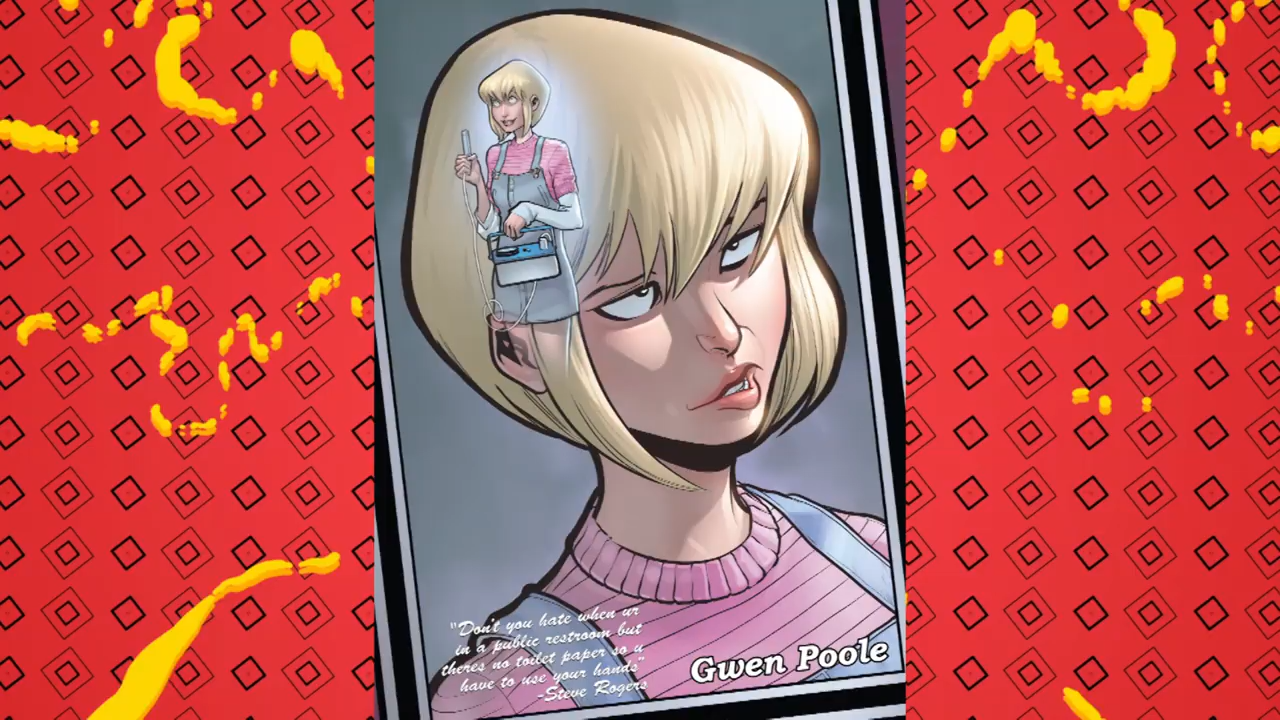 "Don't you hate when ur
in a public restroom but
theres no toilet paper so u
have to use your hands"
-Steve Rogers
Gwen Poole